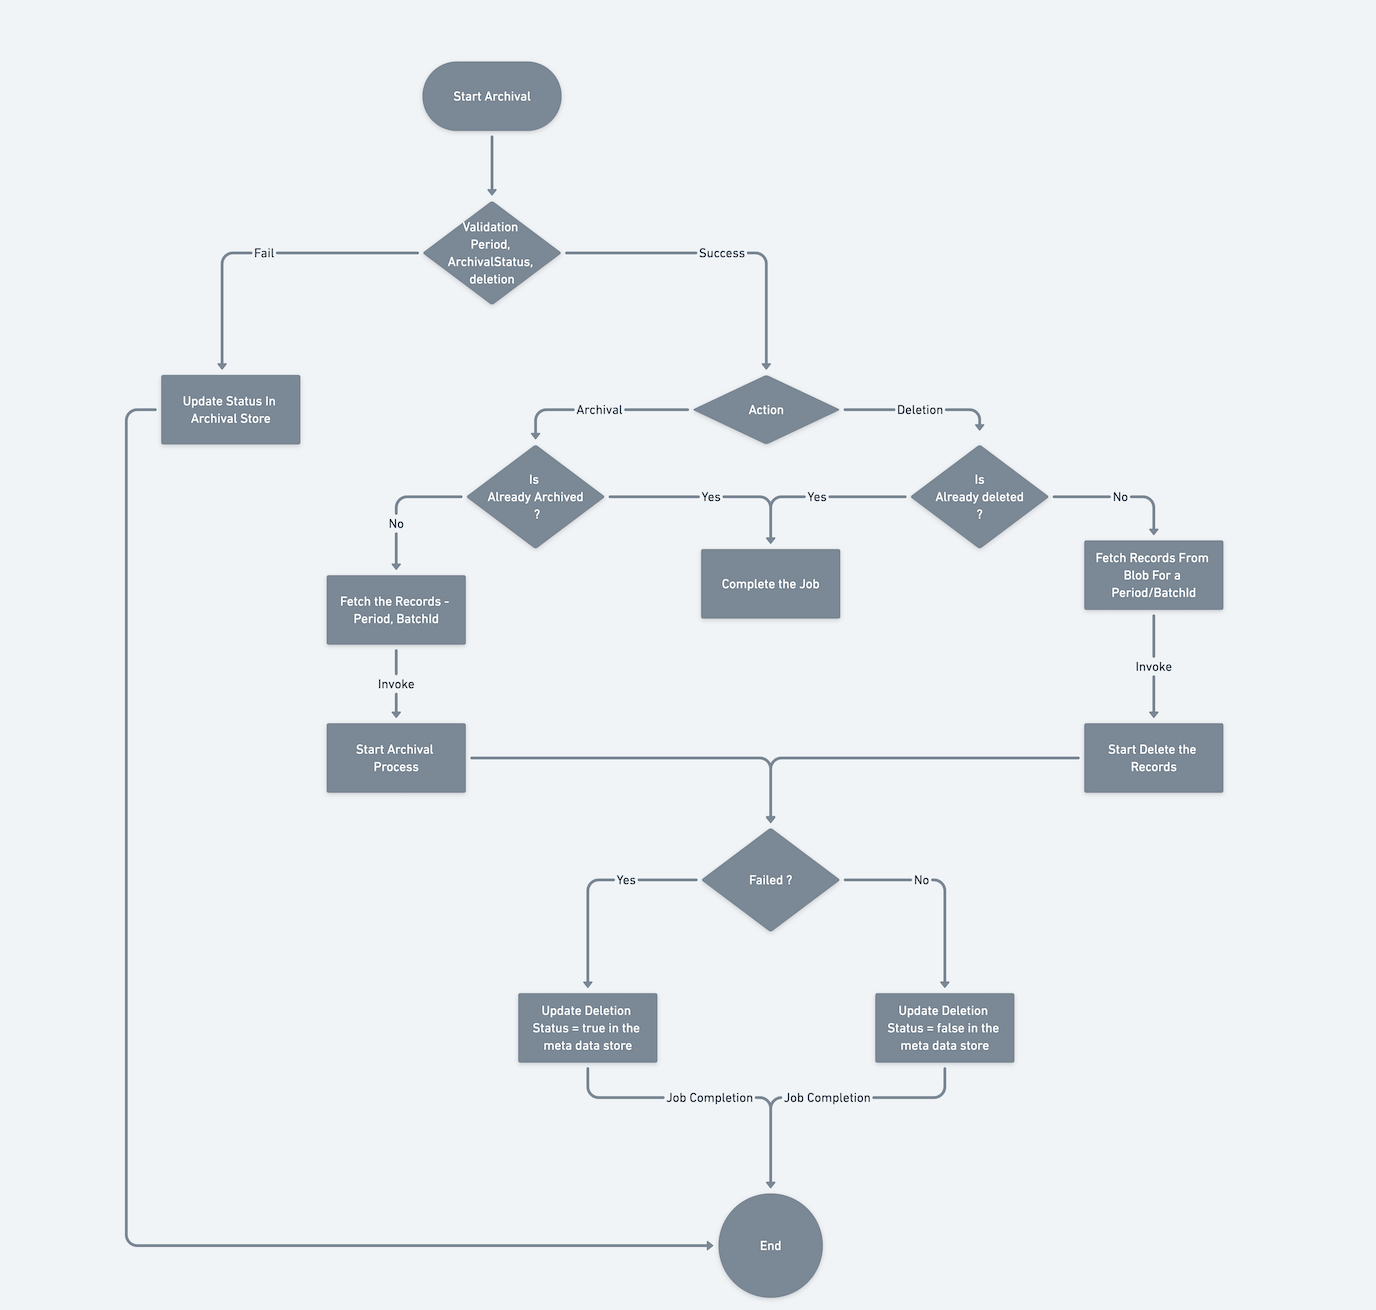 Start Archival
Validation
Period,
ArchivalStatus,
deletion
Fail
Success
Update Status In
Archival Store
Action
Archival
Deletion
Is
Already Archived
?
Is
Already deleted
?
No
Yes
Yes
No
Complete the Job
Fetch the Records -
Period, BatchId
Fetch Records From
Blob For a
Period/BatchId
Invoke
Invoke
Start Archival
Process
Start Delete the
Records
Failed ?
Yes
No
Update Deletion
Status = true in the
meta data store
Update Deletion
Status = false in the
meta data store
Job Completion
Job Completion
End